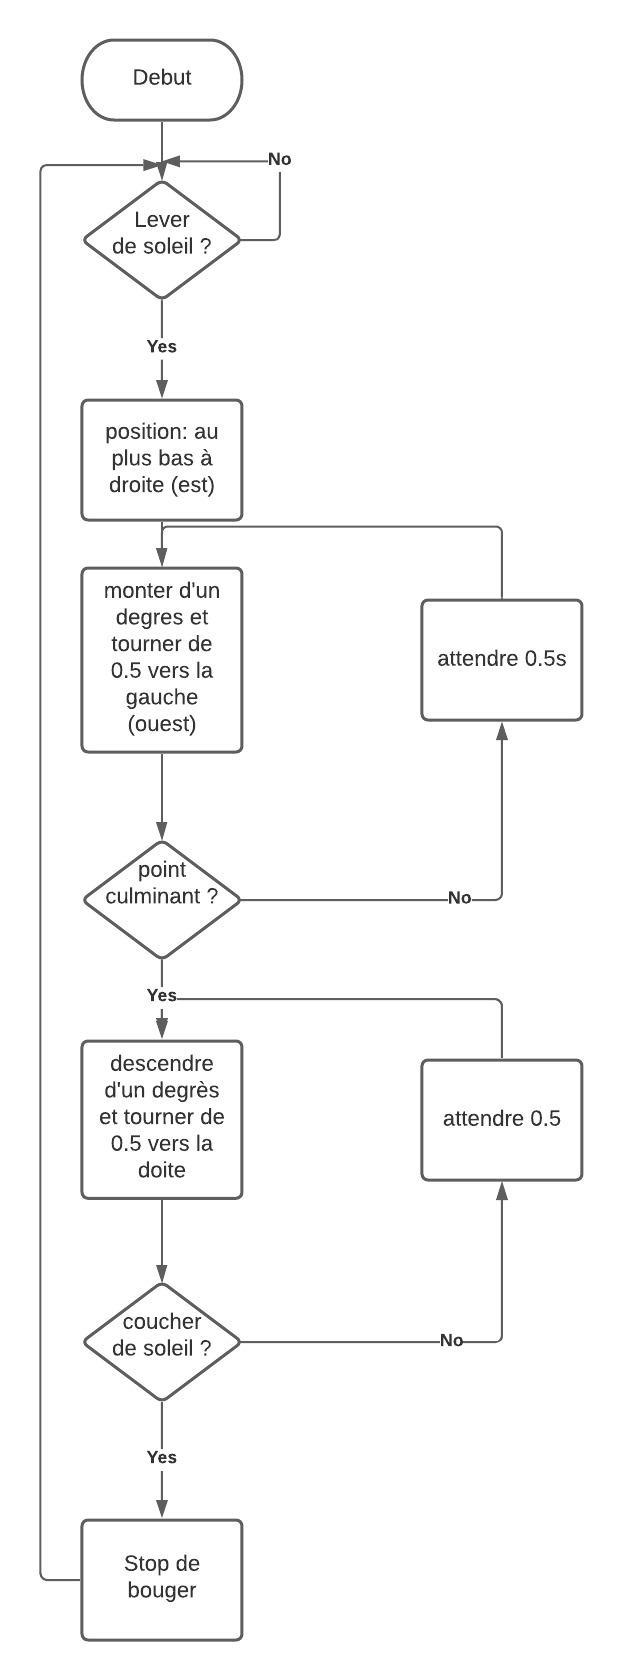 Debut
No
Lever
de soleil ?
Yes
position: au
plus bas à
droite (est)
monter d'un
degres et
tourner de
0.5 vers la
gauche
(ouest)
attendre 0.5s
point
culminant ?
No
Yes
descendre
d'un degrès
et tourner de
0.5 vers la
doite
attendre 0.5
coucher
de soleil ?
No
Yes
Stop de
bouger